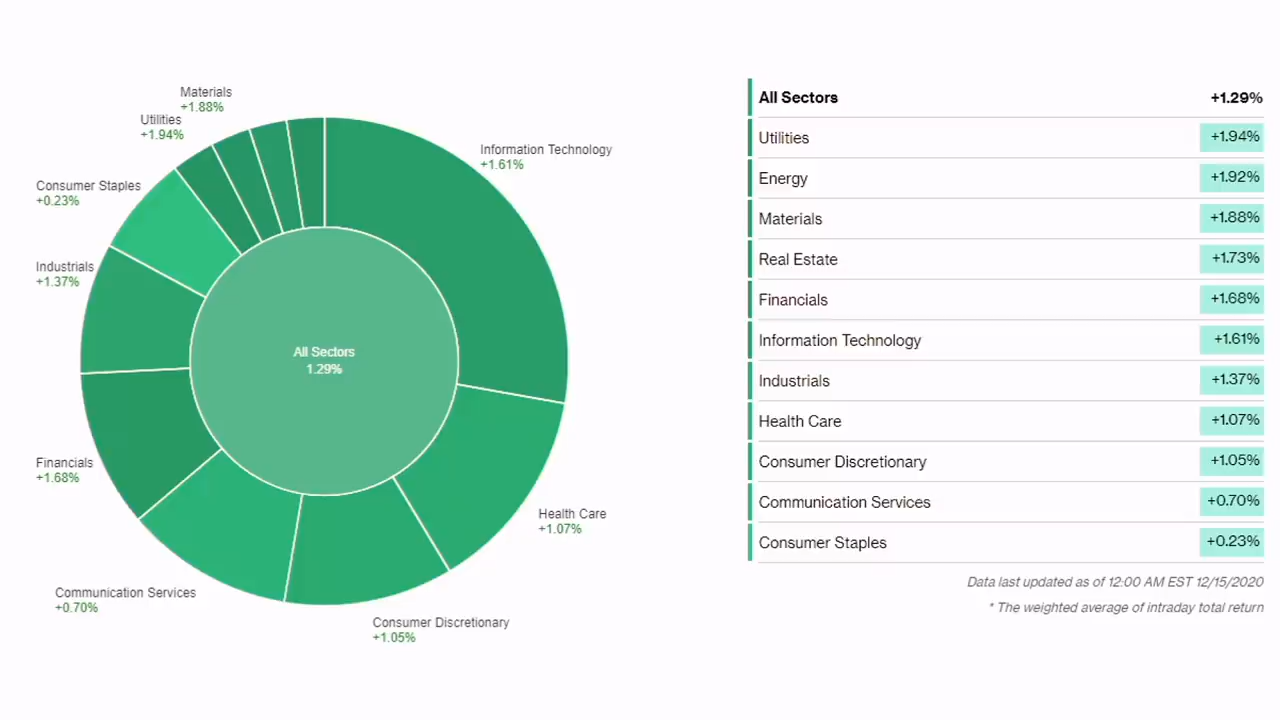 Materials
+1.88%
Utilities
+1.94%
Information Technology
+1.61%
Consumer Staples
+0.23%
Industrials
+1.37%
All Sectors
1.29%
Financials
+1.68%
Health Care
+1.07%
Communication Services
+0.70%
Consumer Discretionary
+1.05%
All Sectors +1.29%
Utilities +1.94%
Energy +1.92%
Materials +1.88%
Real Estate +1.73%
Financials +1.68%
Information Technology +1.61%
Industrials +1.37%
Health Care +1.07%
Consumer Discretionary +1.05%
Communication Services +0.70%
Consumer Staples +0.23%
Data last updated as of 12:00 AM EST 12/15/2020
* The weighted average of intraday total return